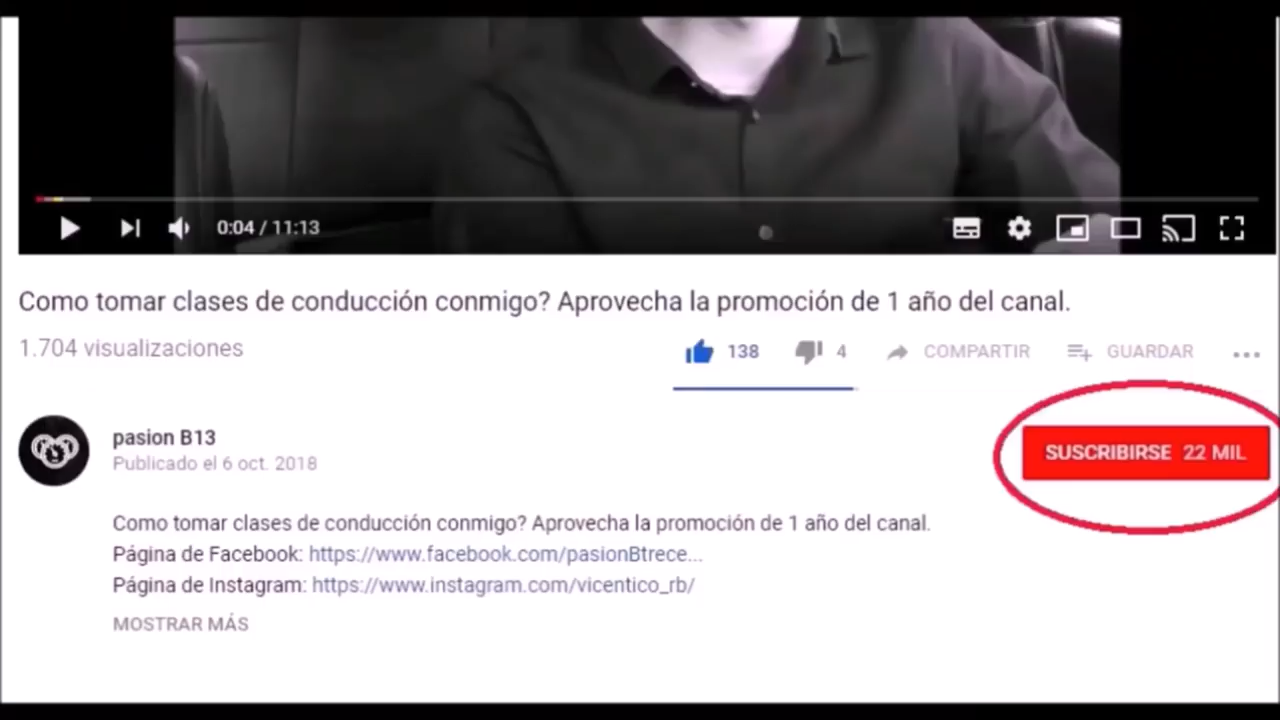 0:04 / 11:13
Como tomar clases de conducción conmigo? Aprovecha la promoción de 1 año del canal.
1.704 visualizaciones
138
4
COMPARTIR
GUARDAR
pasion B13
Publicado el 6 oct. 2018
SUSCRIBIRSE 22 MIL
Como tomar clases de conducción conmigo? Aprovecha la promoción de 1 año del canal.
Página de Facebook: https://www.facebook.com/pasionBtrece...
Página de Instagram: https://www.instagram.com/vicentico_rb/
MOSTRAR MÁS